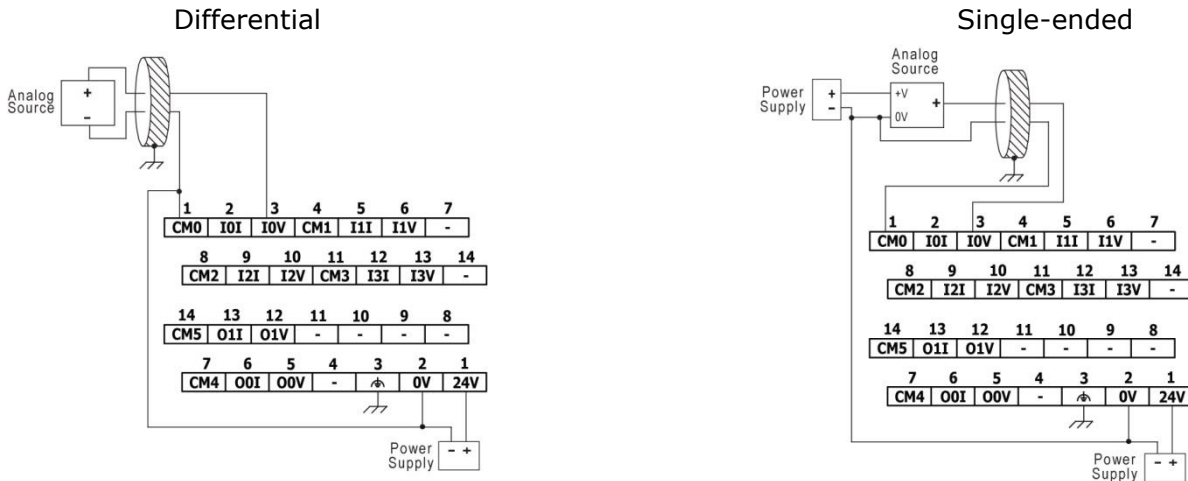 Differential
Analog
Source
+
-
1 2 3 4 5 6 7
CM0 I0I I0V CM1 I1I I1V -
8 9 10 11 12 13 14
CM2 I2I I2V CM3 I3I I3V -
14 13 12 11 10 9 8
CM5 O1I O1V - - - -
7 6 5 4 3 2 1
CM4 O0I O0V - 0V 24V
Power
Supply
- +
Single-ended
Analog
Source
Power
Supply
+
-
+V
0V
+
1 2 3 4 5 6 7
CM0 I0I I0V CM1 I1I I1V -
8 9 10 11 12 13 14
CM2 I2I I2V CM3 I3I I3V -
14 13 12 11 10 9 8
CM5 O1I O1V - - - -
7 6 5 4 3 2 1
CM4 O0I O0V - 0V 24V
Power
Supply
- +